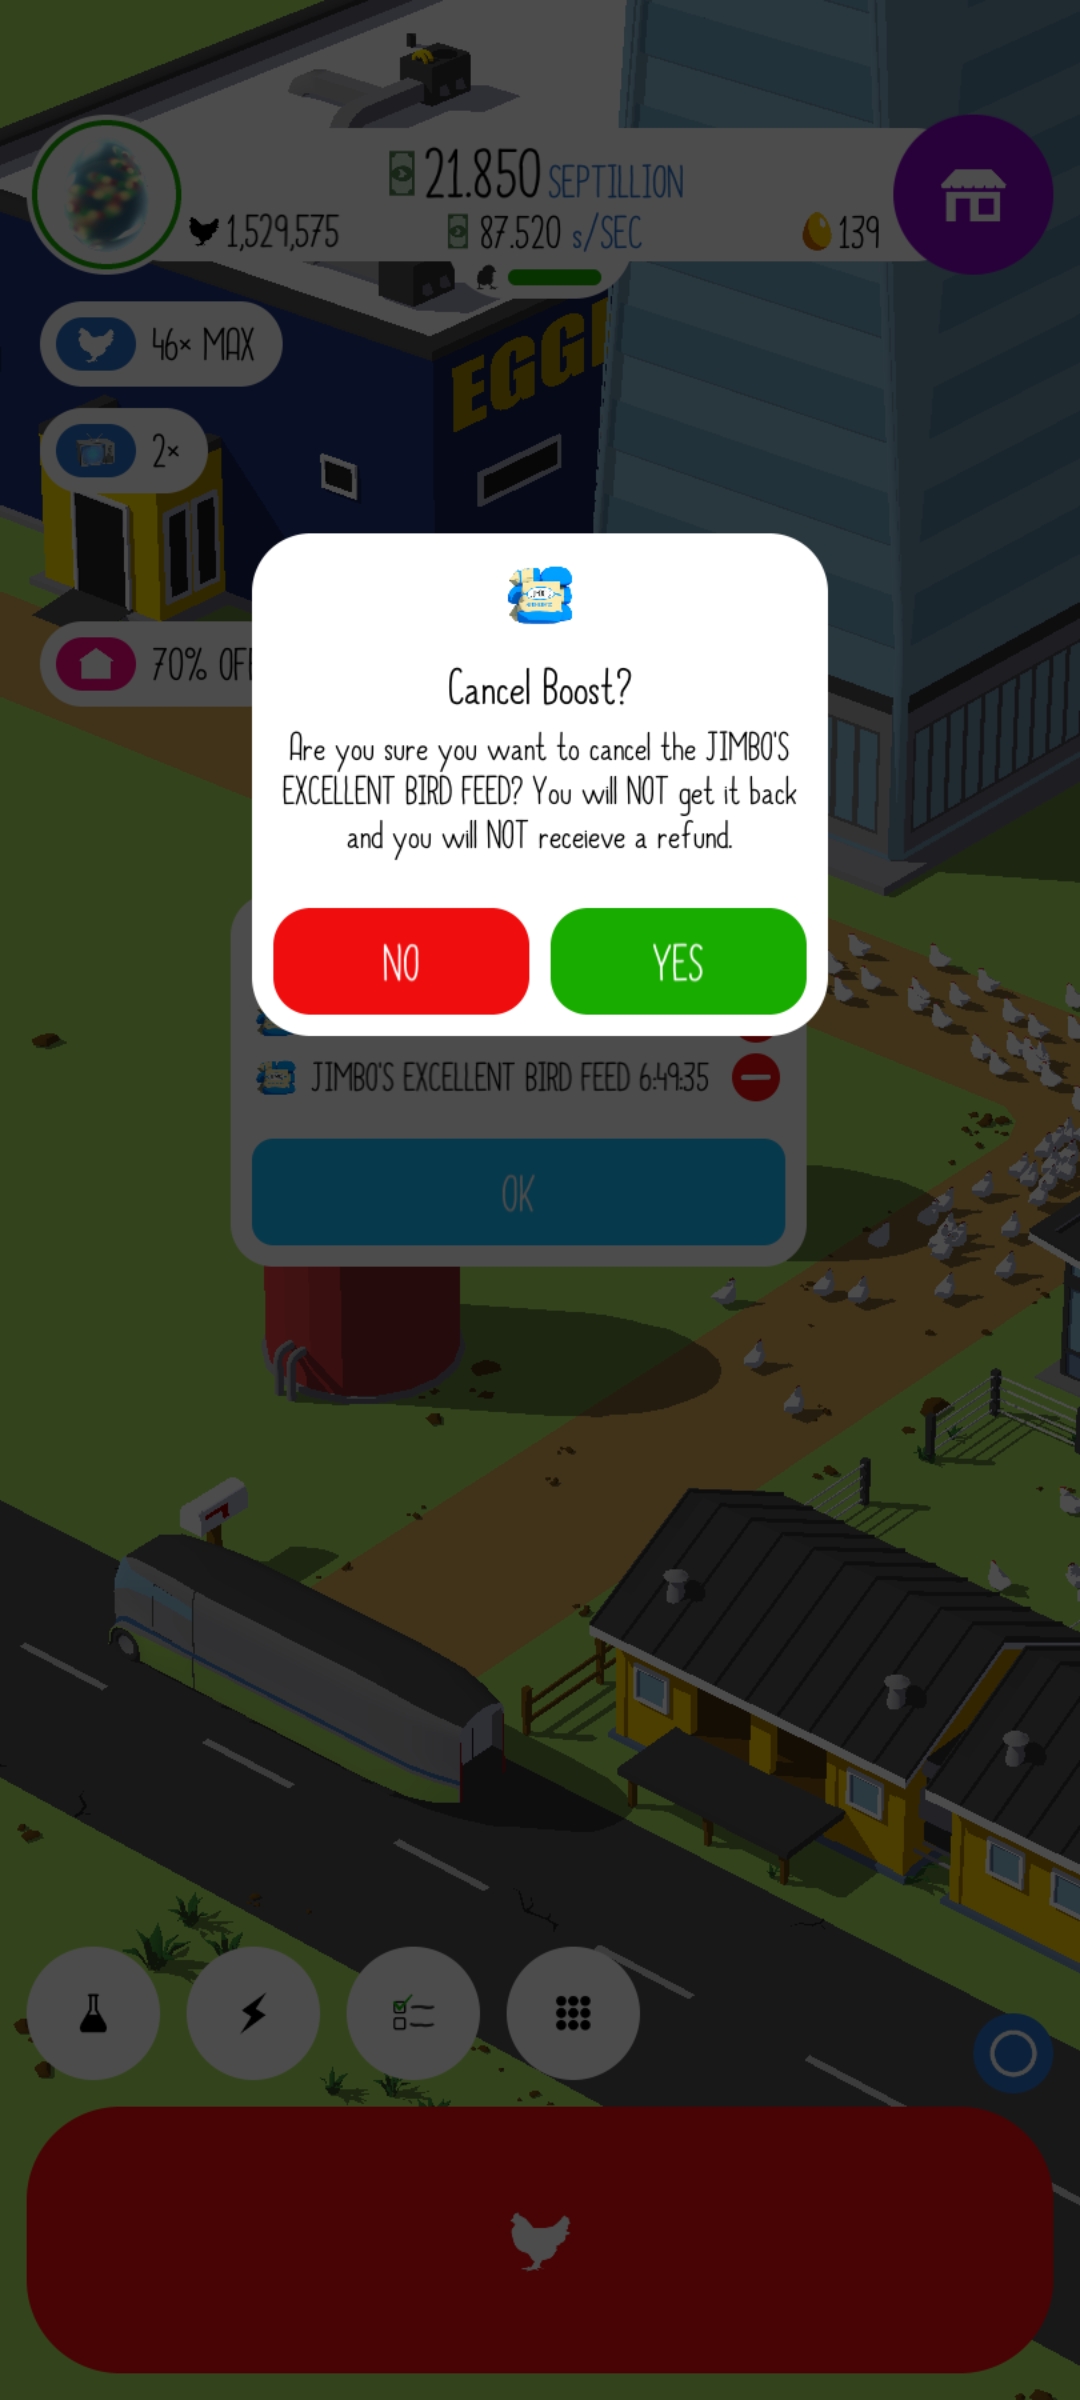 21.850 SEPTILLION
1,529,575
87.520 s/SEC
139
46× MAX
EGG
2×
70% OF
Cancel Boost?
Are you sure you want to cancel the JIMBO'S
EXCELLENT BIRD FEED? You will NOT get it back
and you will NOT receieve a refund.
NO
YES
JIMBO'S EXCELLENT BIRD FEED 6:49:35
OK